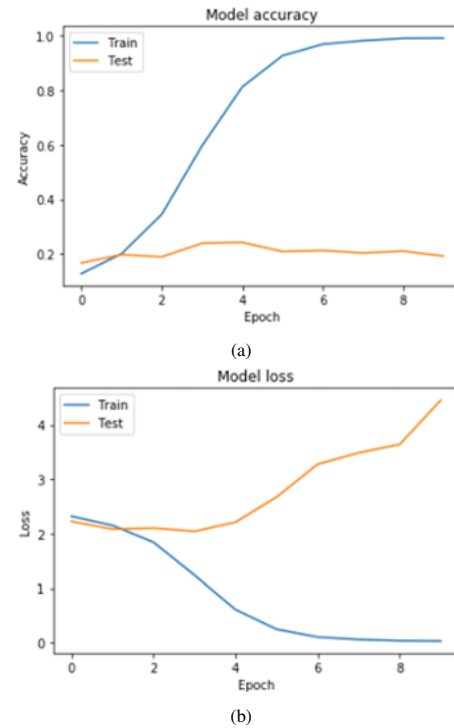 Model accuracy
1.0
Train
Test
0.8
0.6
Accuracy
0.4
0.2
0 2 4 6 8
Epoch
(a)
Model loss
Train
Test
4
3
2
Loss
1
0
0 2 4 6 8
Epoch
(b)